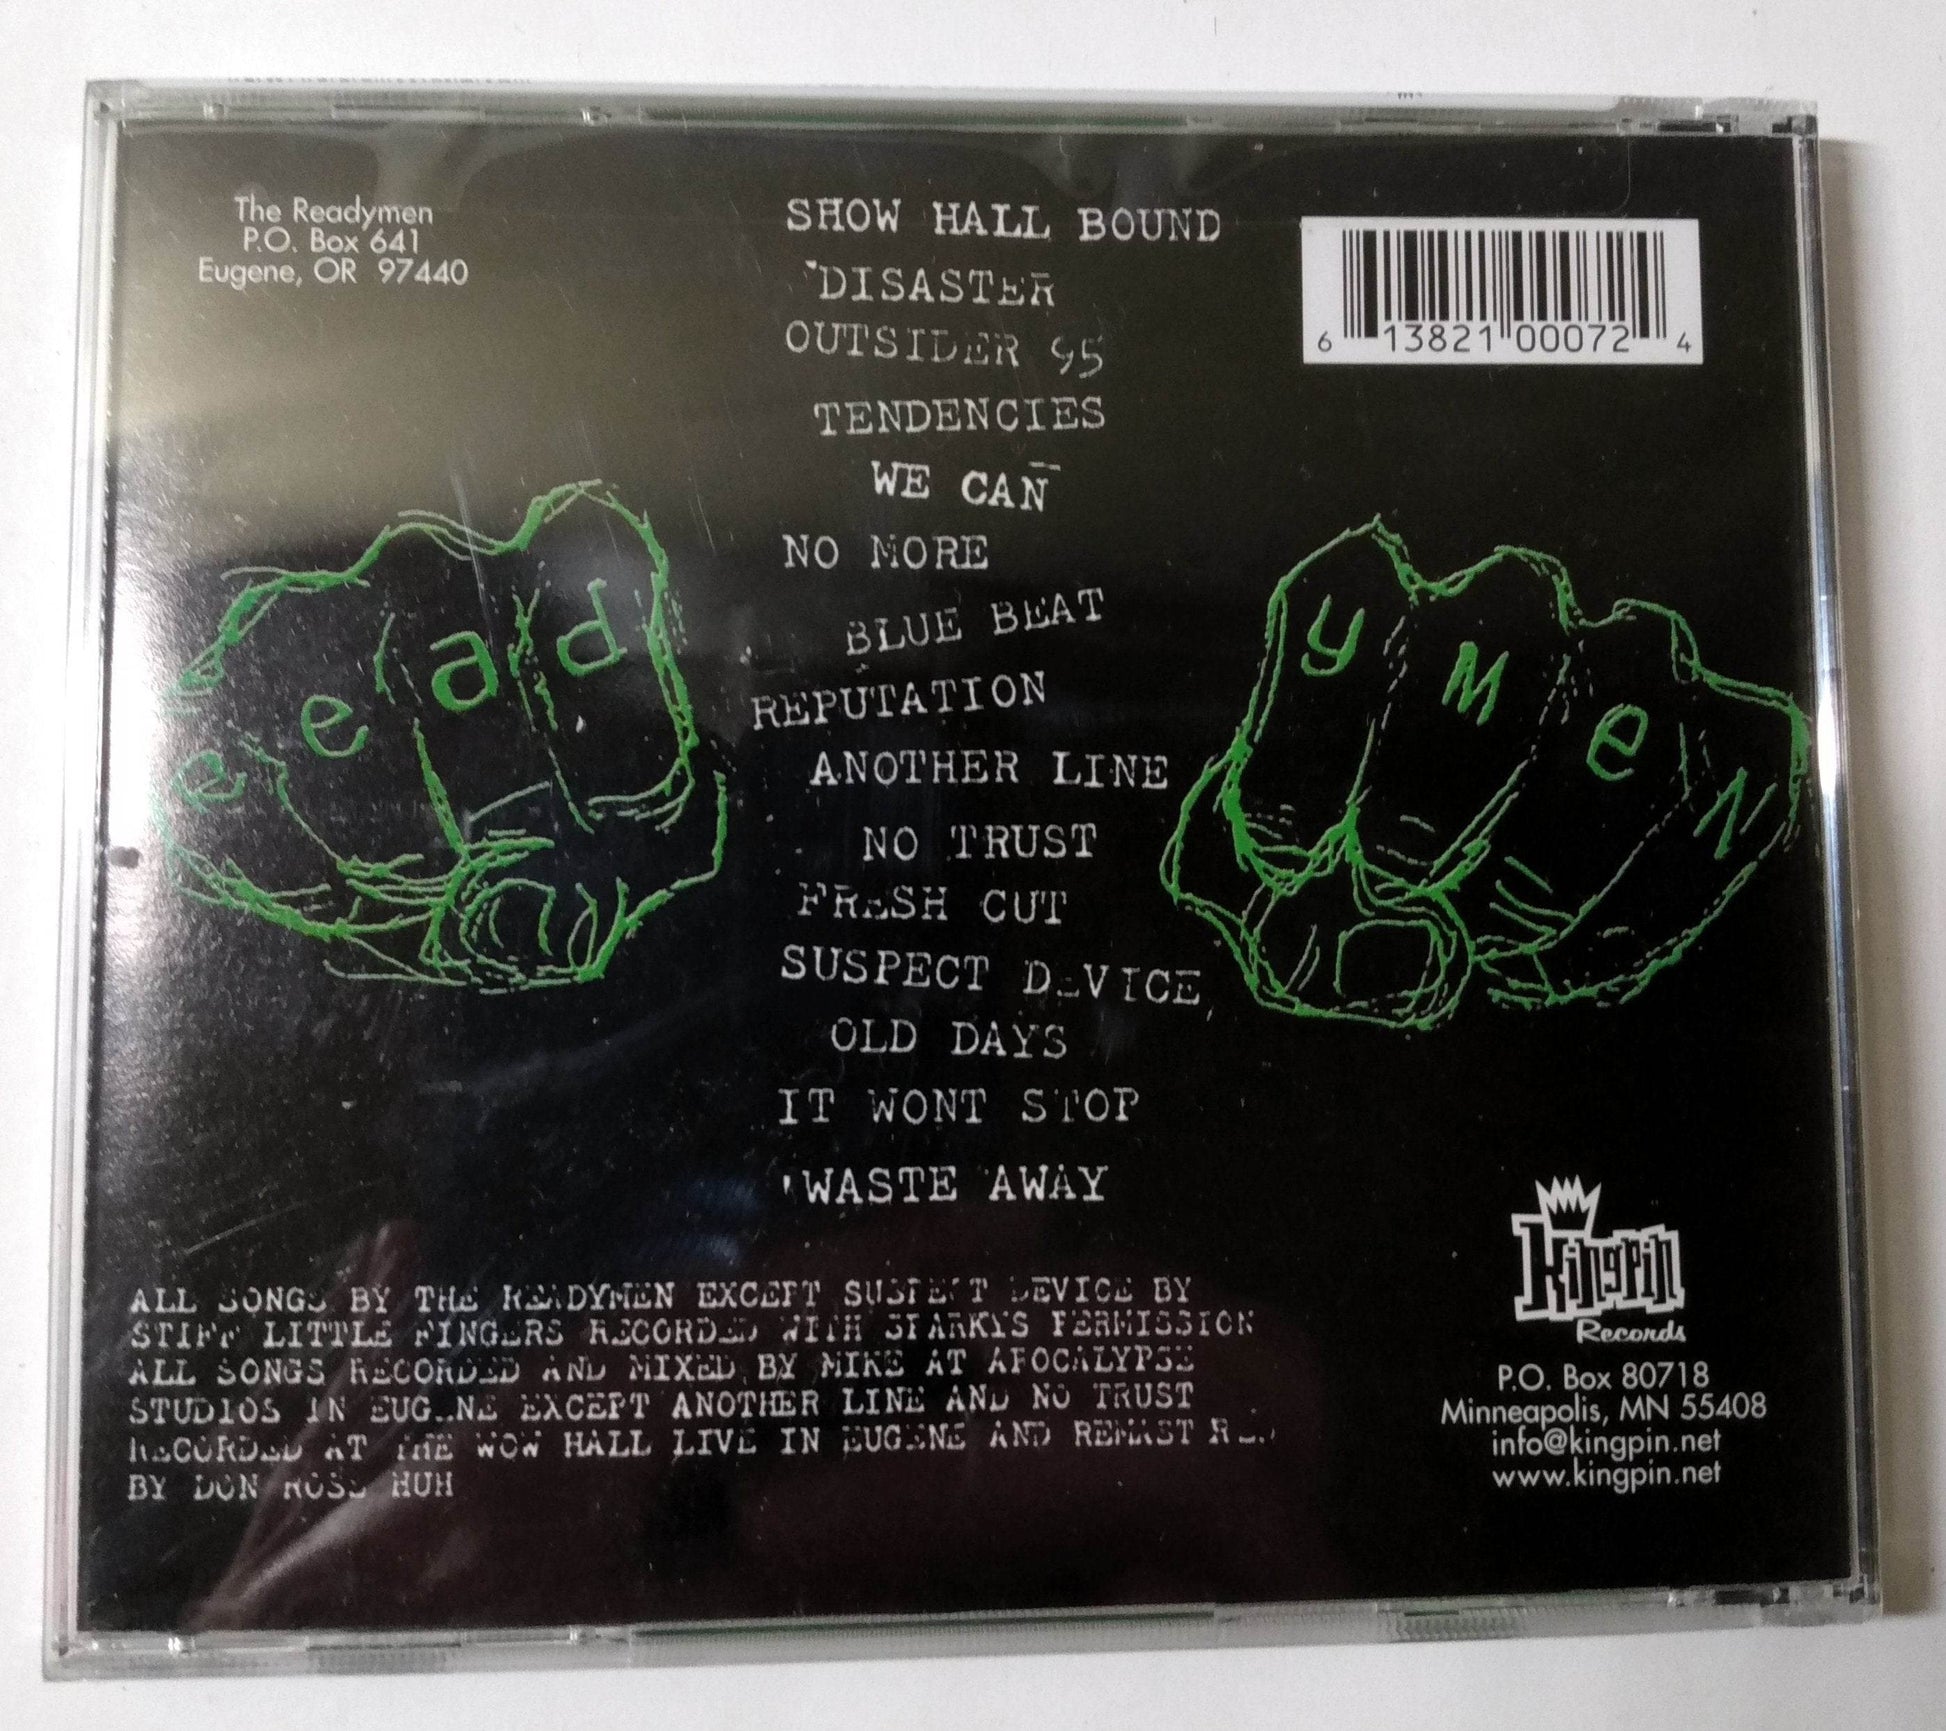 The Readymen
P.O. Box 641
Eugene, OR 97440
SHOW HALL BOUND
DISASTER
OUTSIDER 95
TENDENCIES
WE CAN
NO MORE
BLUE BEAT
REPUTATION
ANOTHER LINE
NO TRUST
FRESH CUT
SUSPECT DEVICE
OLD DAYS
IT WONT STOP
WASTE AWAY
6 13821 00072 4
e e a d
y M e N
ALL SONGS BY THE READYMEN EXCEPT SUSPECT DEVICE BY
STIFF LITTLE FINGERS RECORDED WITH SPARKYS PERMISSION
ALL SONGS RECORDED AND MIXED BY MIKE AT APOCALYPSE
STUDIOS IN EUGENE EXCEPT ANOTHER LINE AND NO TRUST
RECORDED AT THE WOW HALL LIVE IN EUGENE AND REMASTERED
BY DON ROSS HUH
Kingpin
Records
P.O. Box 80718
Minneapolis, MN 55408
info@kingpin.net
www.kingpin.net